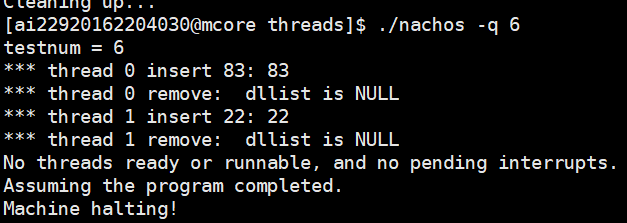 Cleaning up...
[ai22920162204030@mcore threads]$ ./nachos -q 6
testnum = 6
*** thread 0 insert 83: 83
*** thread 0 remove:  dllist is NULL
*** thread 1 insert 22: 22
*** thread 1 remove:  dllist is NULL
No threads ready or runnable, and no pending interrupts.
Assuming the program completed.
Machine halting!